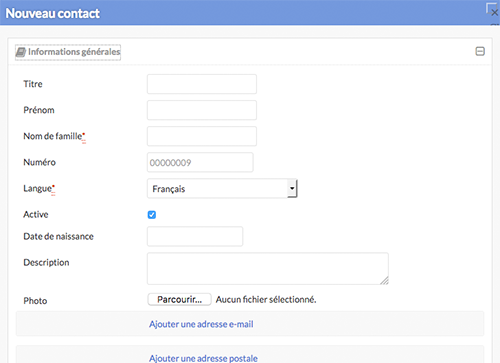 Nouveau contact
Informations générales
Titre
Prénom
Nom de famille*
Numéro 00000009
Langue* Français
Active
Date de naissance
Description
Photo Parcourir... Aucun fichier sélectionné.
Ajouter une adresse e-mail
Ajouter une adresse postale